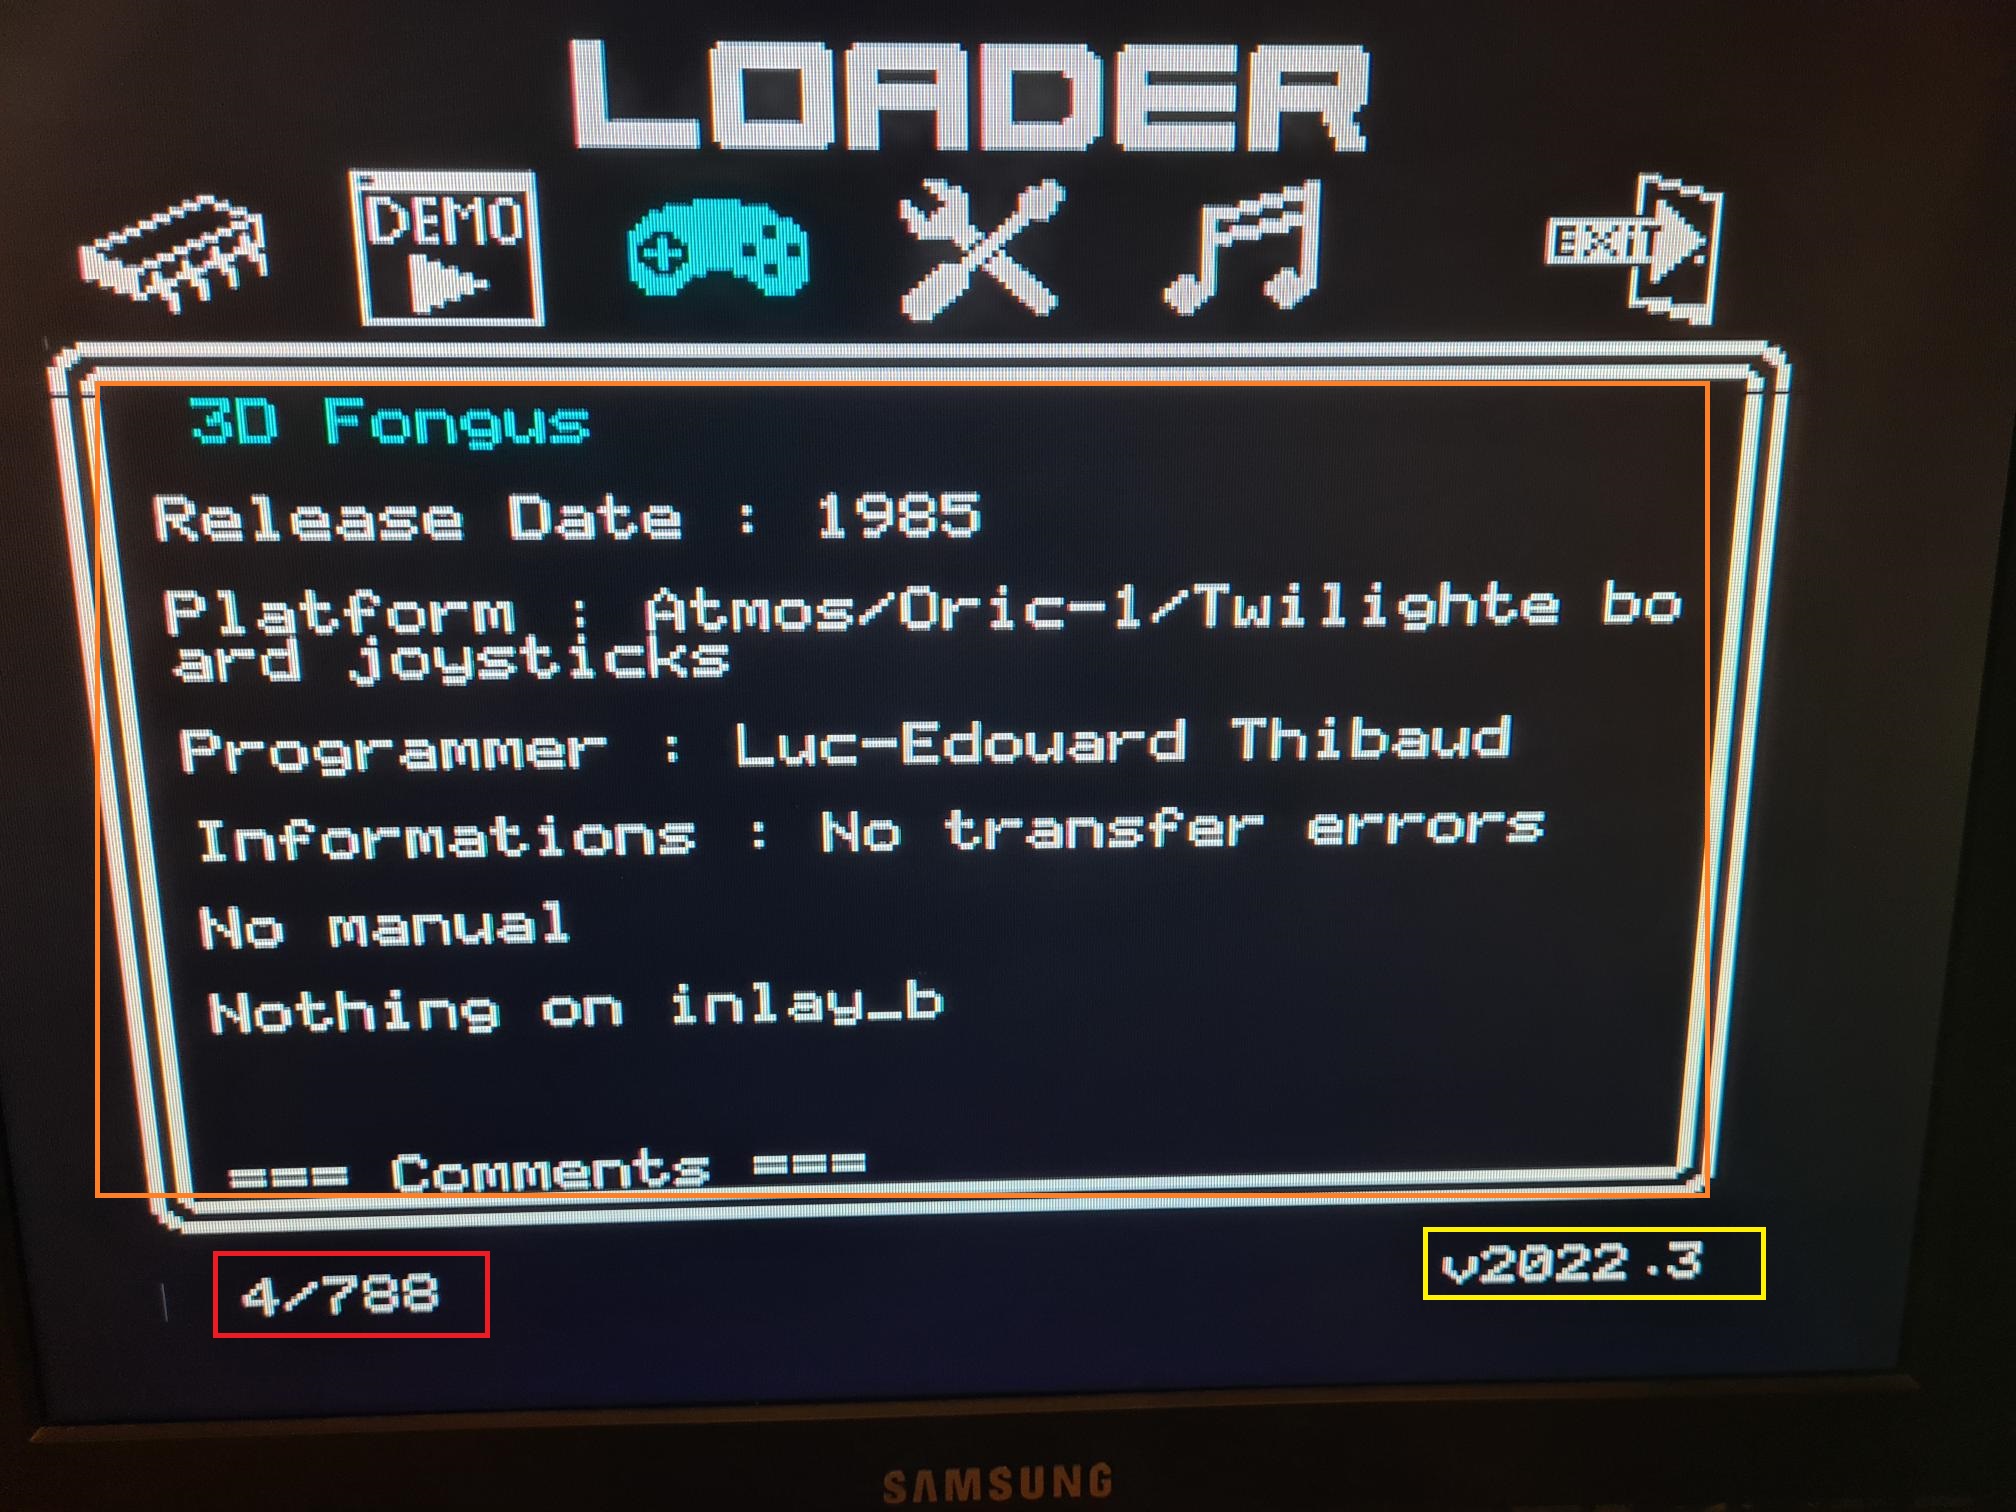 LOADER
DEMO
EXIT
3D Fongus
Release Date : 1985
Platform : Atmos/Oric-1/Twilighte bo
ard joysticks
Programmer : Luc-Edouard Thibaud
Informations : No transfer errors
No manual
Nothing on inlay_b
=== Comments ===
4/788
v2022.3
SAMSUNG